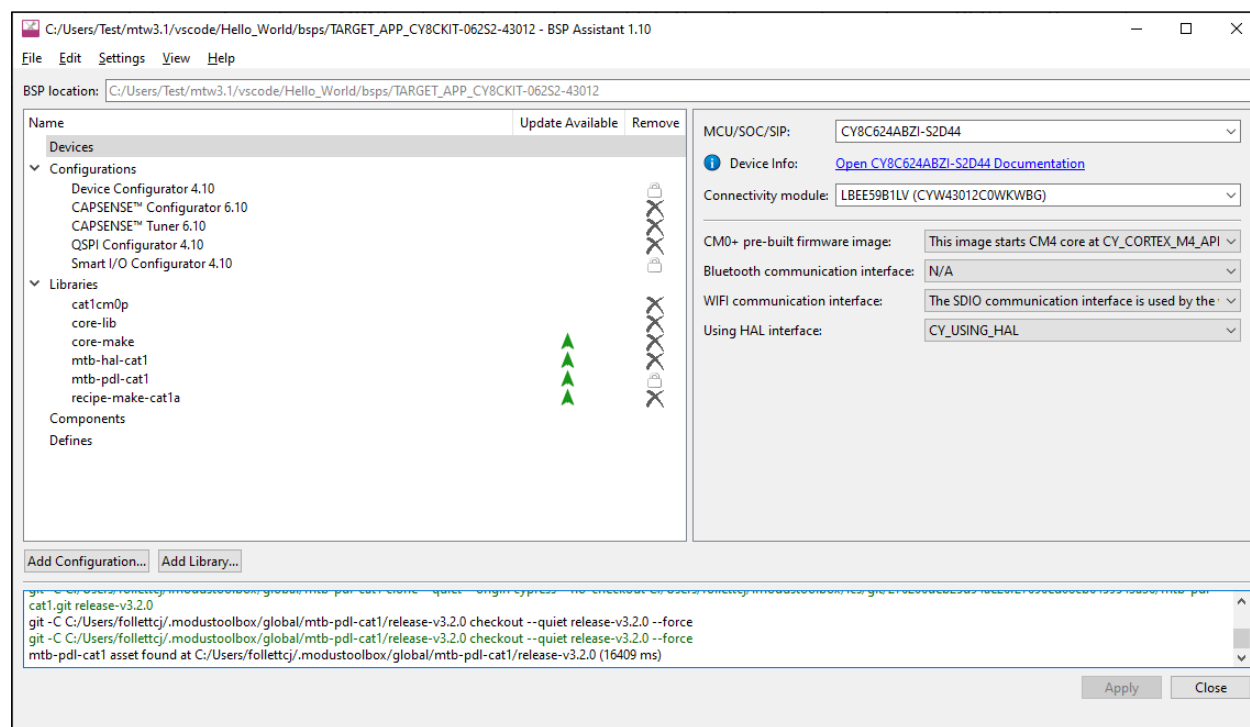 C:/Users/Test/mtw3.1/vscode/Hello_World/bsps/TARGET_APP_CY8CKIT-062S2-43012 - BSP Assistant 1.10
File Edit Settings View Help
BSP location: C:/Users/Test/mtw3.1/vscode/Hello_World/bsps/TARGET_APP_CY8CKIT-062S2-43012
Name Update Available Remove
Devices
Configurations
Device Configurator 4.10
CAPSENSE™ Configurator 6.10
CAPSENSE™ Tuner 6.10
QSPI Configurator 4.10
Smart I/O Configurator 4.10
Libraries
cat1cm0p
core-lib
core-make
mtb-hal-cat1
mtb-pdl-cat1
recipe-make-cat1a
Components
Defines
MCU/SOC/SIP: CY8C624ABZI-S2D44
Device Info: Open CY8C624ABZI-S2D44 Documentation
Connectivity module: LBEE59B1LV (CYW43012C0WKWBG)
CM0+ pre-built firmware image: This image starts CM4 core at CY_CORTEX_M4_APPL
Bluetooth communication interface: N/A
WIFI communication interface: The SDIO communication interface is used by the
Using HAL interface: CY_USING_HAL
Add Configuration... Add Library...
cat1.git release-v3.2.0
git -C C:/Users/follettcj/.modustoolbox/global/mtb-pdl-cat1/release-v3.2.0 checkout --quiet release-v3.2.0 --force
git -C C:/Users/follettcj/.modustoolbox/global/mtb-pdl-cat1/release-v3.2.0 checkout --quiet release-v3.2.0 --force
mtb-pdl-cat1 asset found at C:/Users/follettcj/.modustoolbox/global/mtb-pdl-cat1/release-v3.2.0 (16409 ms)
Apply Close